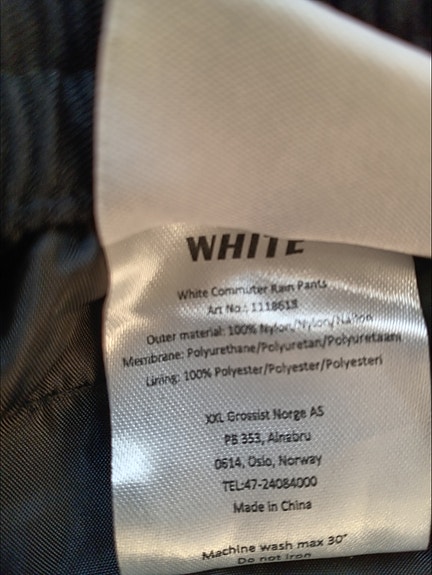 WHITE
White Commuter Rain Pants
Art No.: 1118613
Outer material: 100% Nylon/Nylon/Nailon
Membrane: Polyurethane/Polyuretan/Polyuretaani
Lining: 100% Polyester/Polyester/Polyesteri
XXL Grossist Norge AS
PB 353, Alnabru
0614, Oslo, Norway
TEL:47-24084000
Made in China
Machine wash max 30°
Do not iron